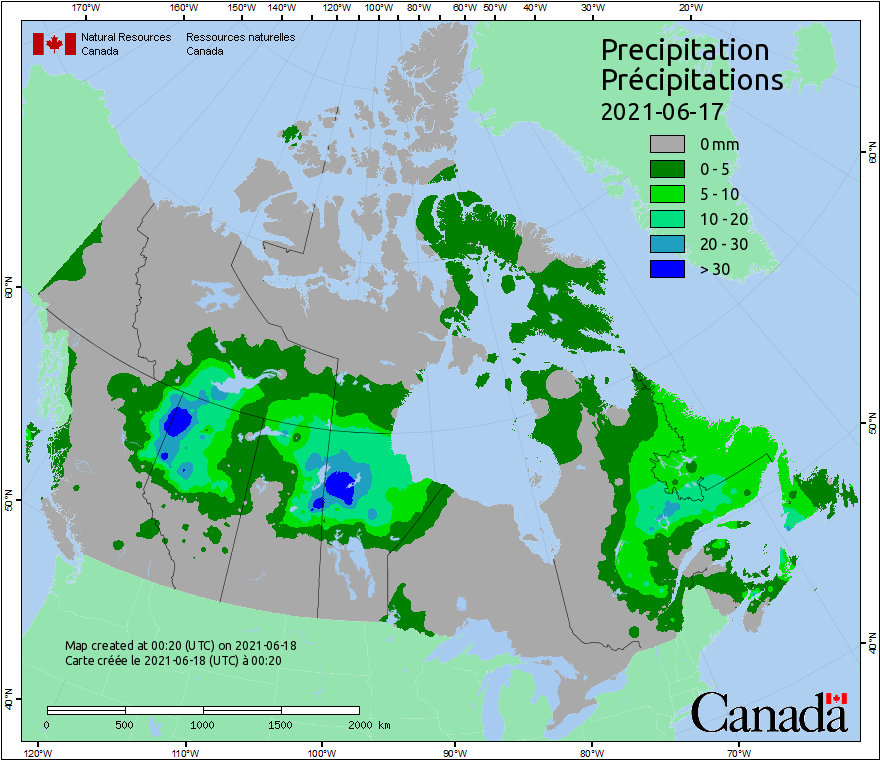 170°W 160°W 150°W 140°W 120°W 100°W 80°W 60°W 50°W 40°W 30°W 20°W
Natural Resources Ressources naturelles
Canada Canada
Precipitation
Précipitations
2021-06-17
0 mm
0 - 5
5 - 10
10 - 20
20 - 30
> 30
60°N
60°N
50°N
50°N
40°N
40°N
Map created at 00:20 (UTC) on 2021-06-18
Carte créée le 2021-06-18 (UTC) à 00:20
0 500 1000 1500 2000 km
Canada
120°W 110°W 100°W 90°W 80°W 70°W